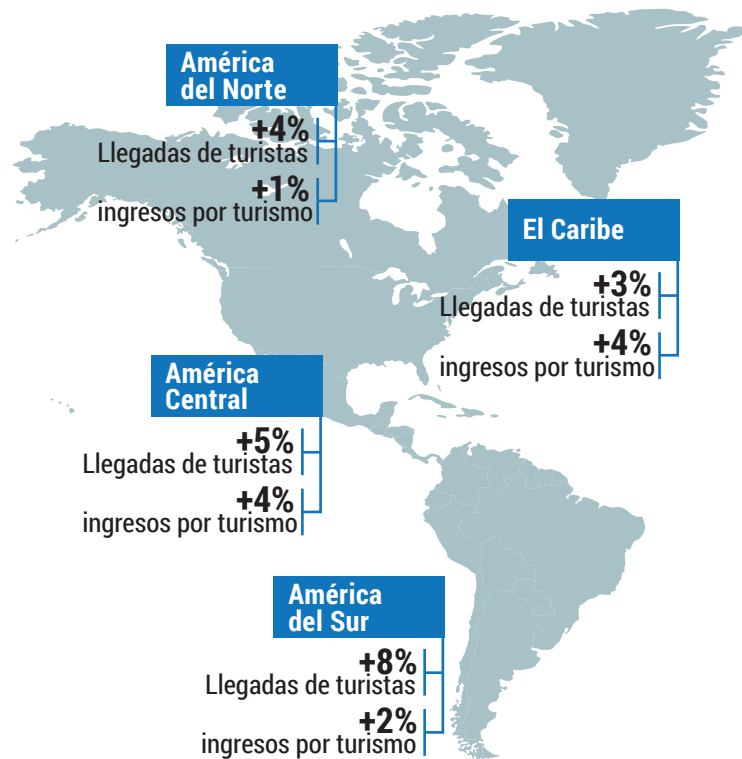 América
del Norte
+4%
Llegadas de turistas
+1%
ingresos por turismo
El Caribe
+3%
Llegadas de turistas
+4%
ingresos por turismo
América
Central
+5%
Llegadas de turistas
+4%
ingresos por turismo
América
del Sur
+8%
Llegadas de turistas
+2%
ingresos por turismo